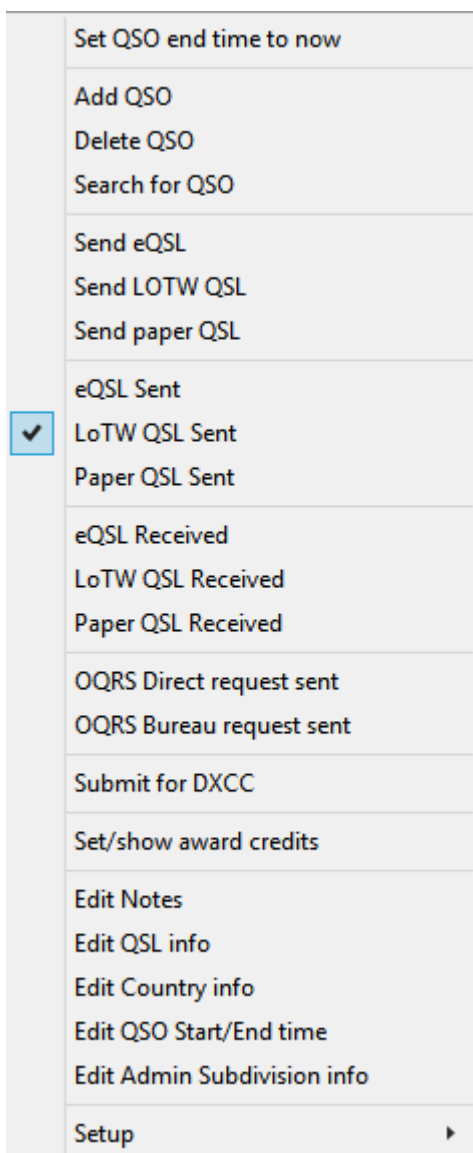 Set QSO end time to now
Add QSO
Delete QSO
Search for QSO
Send eQSL
Send LOTW QSL
Send paper QSL
eQSL Sent
LoTW QSL Sent
Paper QSL Sent
eQSL Received
LoTW QSL Received
Paper QSL Received
OQRS Direct request sent
OQRS Bureau request sent
Submit for DXCC
Set/show award credits
Edit Notes
Edit QSL info
Edit Country info
Edit QSO Start/End time
Edit Admin Subdivision info
Setup